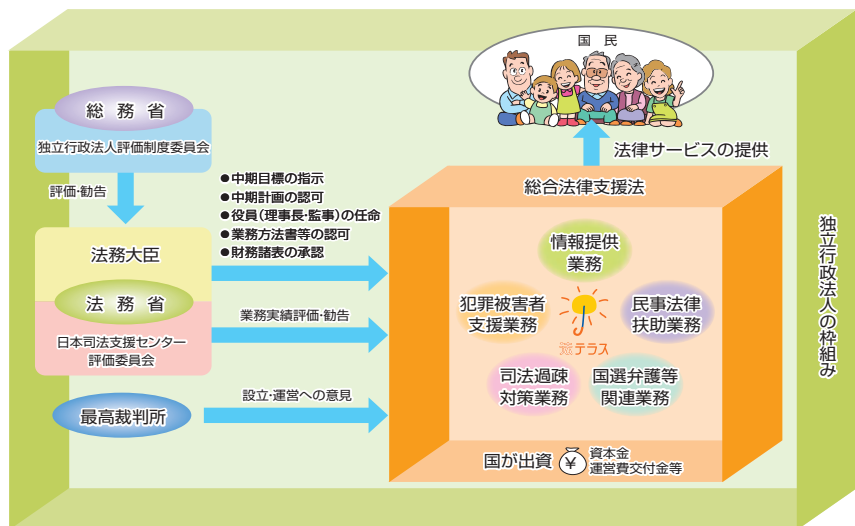 国 民
総 務 省
独立行政法人評価制度委員会
評価・勧告
法律サービスの提供
●中期目標の指示
●中期計画の認可
●役員(理事長・監事)の任命
●業務方法書等の認可
●財務諸表の承認
総合法律支援法
法務大臣
法 務 省
日本司法支援センター
評価委員会
業務実績評価・勧告
最高裁判所
設立・運営への意見
情報提供
業務
犯罪被害者
支援業務
民事法律
扶助業務
法テラス
司法過疎
対策業務
国選弁護等
関連業務
国が出資
¥
資本金
運営費交付金等
独立行政法人の枠組み